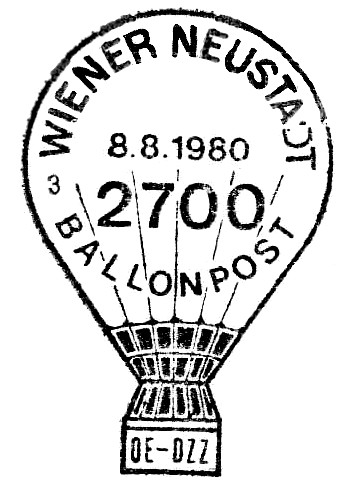 WIENER NEUSTADT
8.8.1980
3
2700
BALLONPOST
OE-DZZ